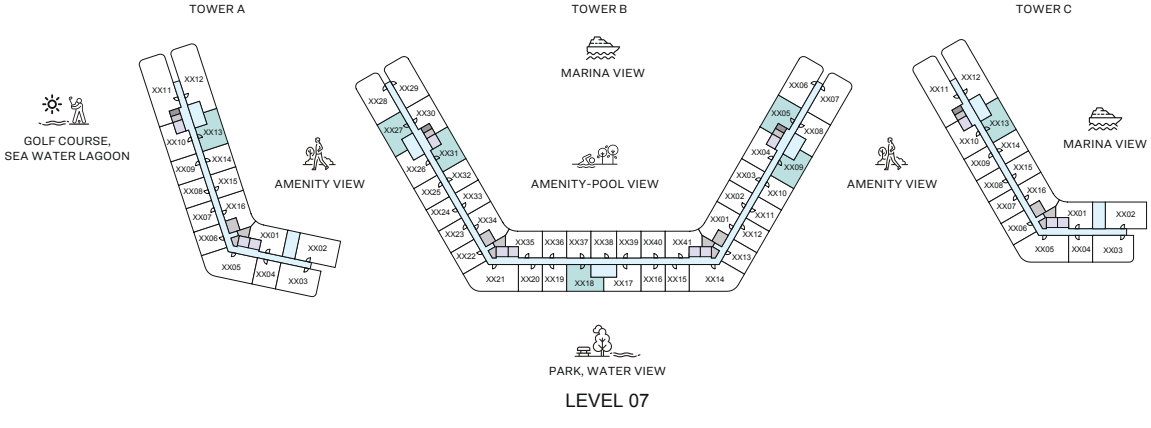 TOWER A
TOWER B
TOWER C
MARINA VIEW
GOLF COURSE,
SEA WATER LAGOON
AMENITY VIEW
AMENITY-POOL VIEW
AMENITY VIEW
MARINA VIEW
XX12
XX11
XX13
XX10
XX14
XX09
XX15
XX08
XX16
XX07
XX06
XX01
XX02
XX05
XX04
XX03
XX29
XX28
XX30
XX27
XX31
XX26
XX32
XX25
XX33
XX24
XX34
XX23
XX22
XX35
XX36
XX37
XX38
XX39
XX40
XX41
XX21
XX20
XX19
XX18
XX17
XX16
XX15
XX14
XX06
XX07
XX05
XX08
XX04
XX09
XX03
XX10
XX02
XX11
XX01
XX12
XX13
XX12
XX11
XX13
XX10
XX14
XX09
XX15
XX08
XX16
XX07
XX06
XX01
XX02
XX05
XX04
XX03
PARK, WATER VIEW
LEVEL 07